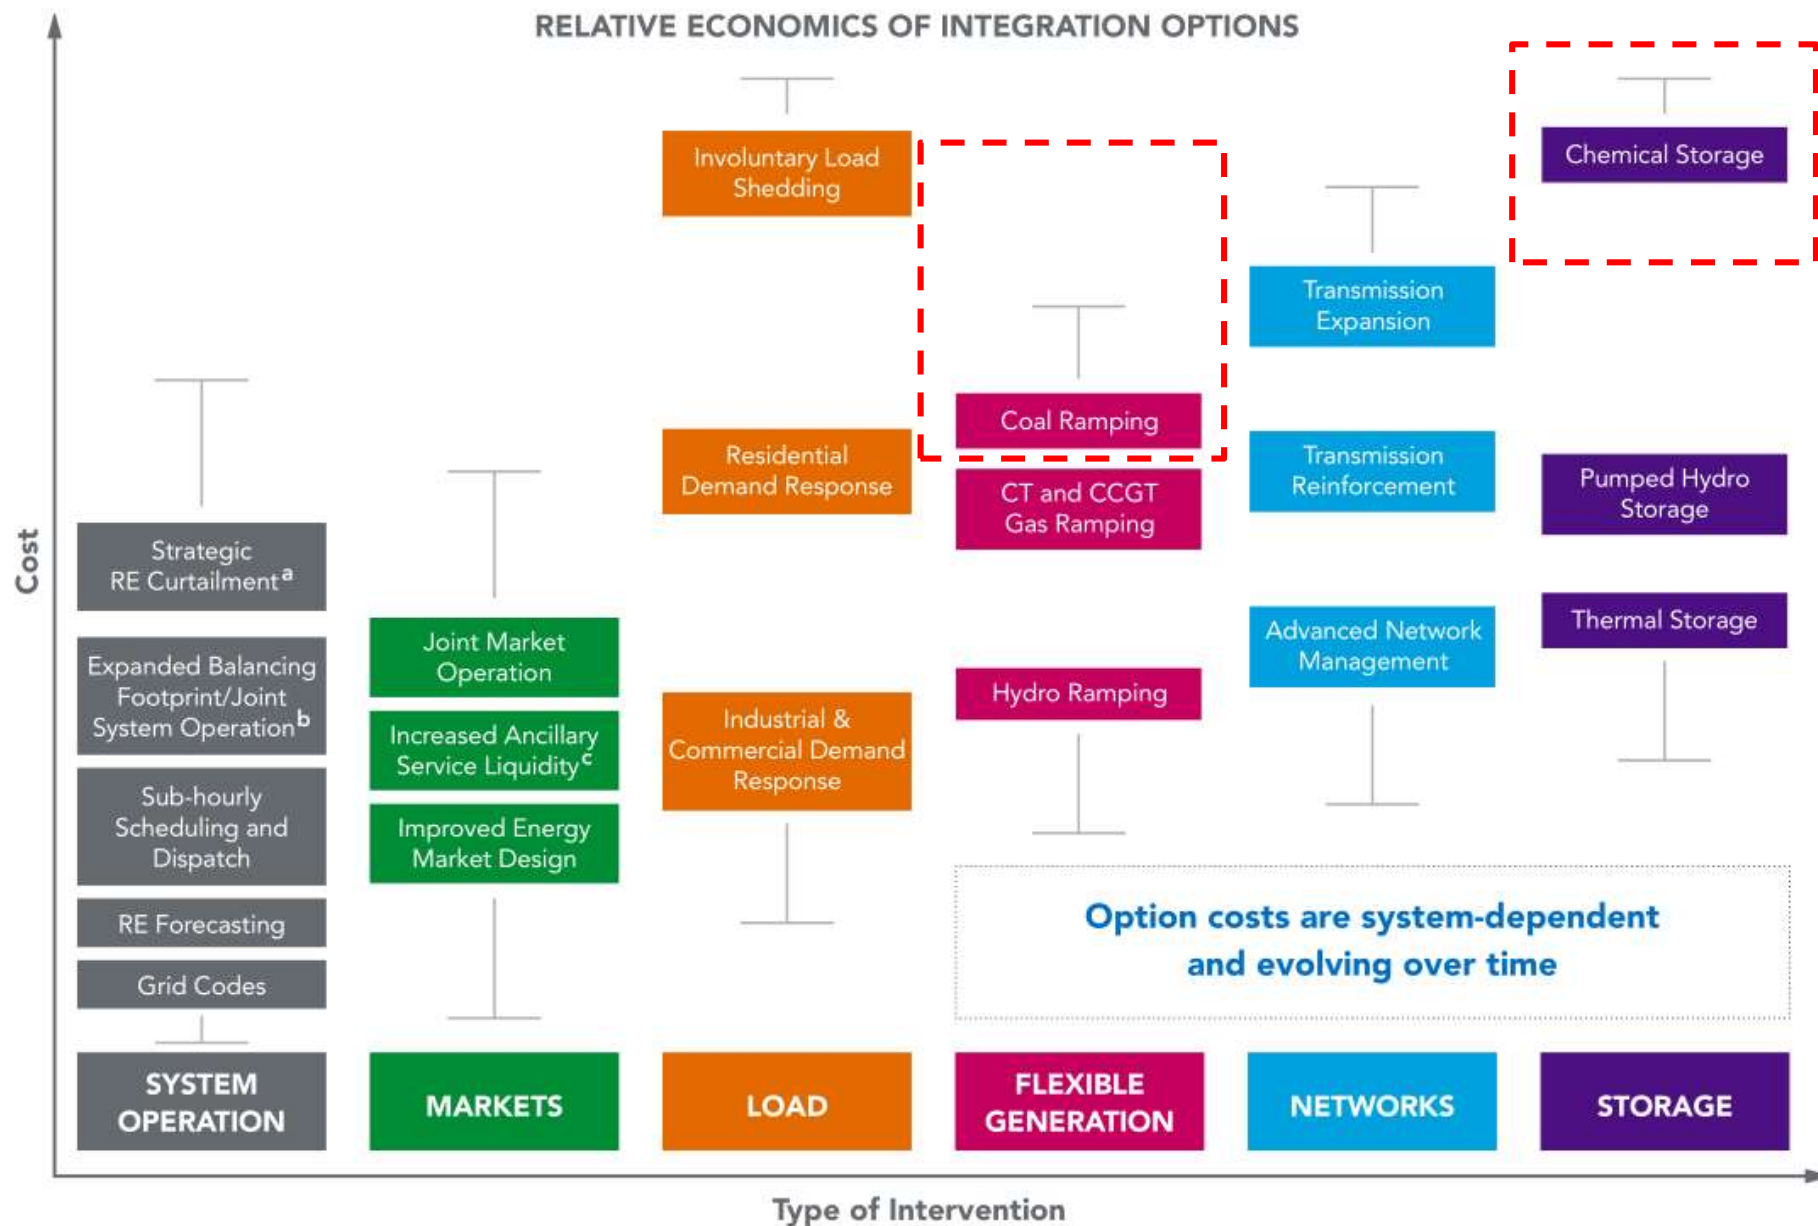 RELATIVE ECONOMICS OF INTEGRATION OPTIONS
Cost
Strategic
RE Curtailmentᵃ
Expanded Balancing
Footprint/Joint
System Operationᵇ
Sub-hourly
Scheduling and
Dispatch
RE Forecasting
Grid Codes
SYSTEM
OPERATION
Joint Market
Operation
Increased Ancillary
Service Liquidityᶜ
Improved Energy
Market Design
MARKETS
Involuntary Load
Shedding
Residential
Demand Response
Industrial &
Commercial Demand
Response
LOAD
Coal Ramping
CT and CCGT
Gas Ramping
Hydro Ramping
FLEXIBLE
GENERATION
Transmission
Expansion
Transmission
Reinforcement
Advanced Network
Management
NETWORKS
Chemical Storage
Pumped Hydro
Storage
Thermal Storage
STORAGE
Option costs are system-dependent
and evolving over time
Type of Intervention